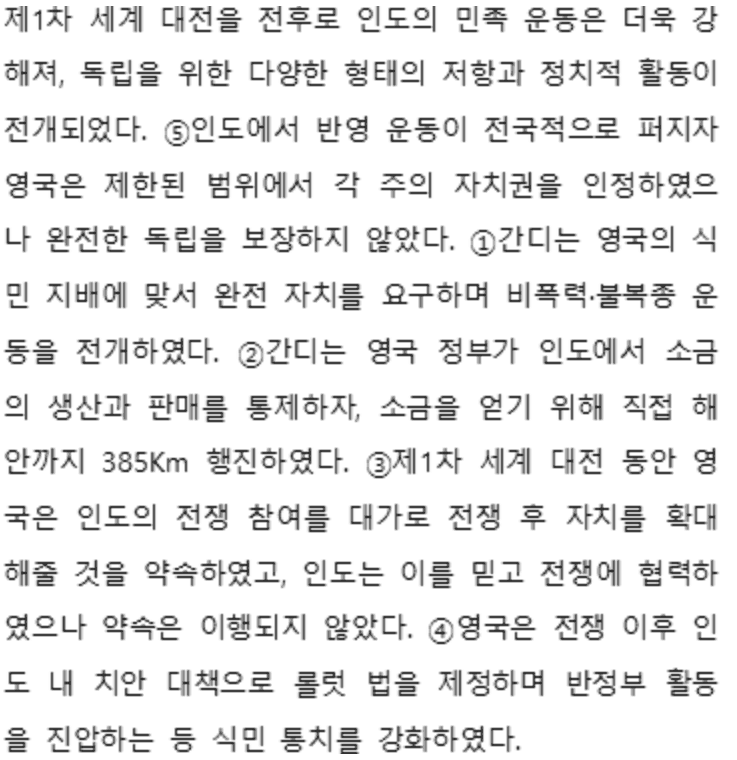 제1차 세계 대전을 전후로 인도의 민족 운동은 더욱 강
해져, 독립을 위한 다양한 형태의 저항과 정치적 활동이
전개되었다. ⑤인도에서 반영 운동이 전국적으로 퍼지자
영국은 제한된 범위에서 각 주의 자치권을 인정하였으
나 완전한 독립을 보장하지 않았다. ①간디는 영국의 식
민 지배에 맞서 완전 자치를 요구하며 비폭력·불복종 운
동을 전개하였다. ②간디는 영국 정부가 인도에서 소금
의 생산과 판매를 통제하자, 소금을 얻기 위해 직접 해
안까지 385Km 행진하였다. ③제1차 세계 대전 동안 영
국은 인도의 전쟁 참여를 대가로 전쟁 후 자치를 확대
해줄 것을 약속하였고, 인도는 이를 믿고 전쟁에 협력하
였으나 약속은 이행되지 않았다. ④영국은 전쟁 이후 인
도 내 치안 대책으로 롤럿 법을 제정하며 반정부 활동
을 진압하는 등 식민 통치를 강화하였다.